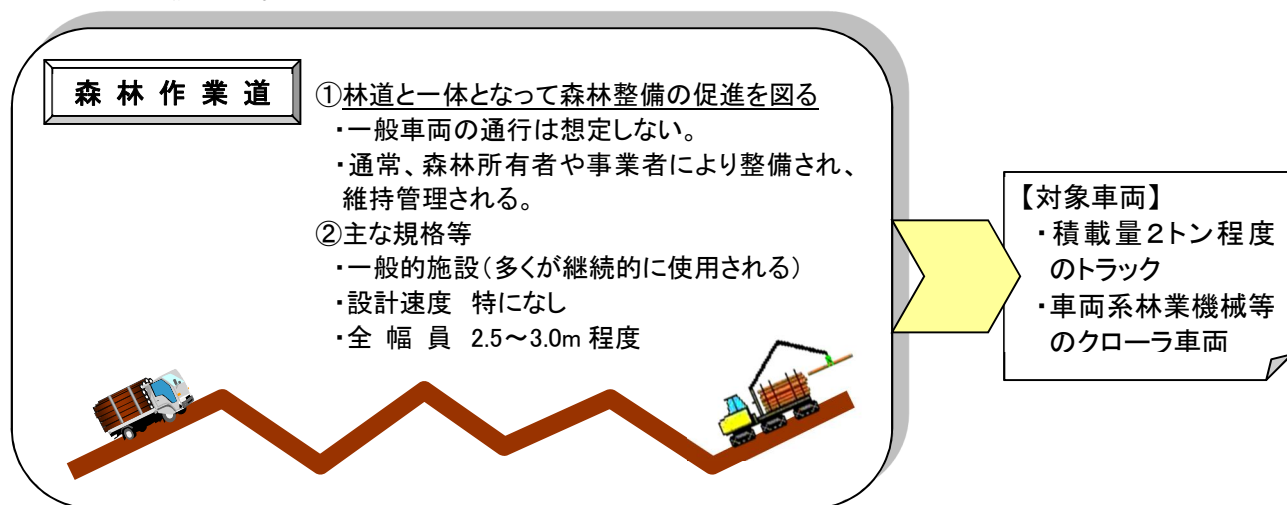 森林作業道
①林道と一体となって森林整備の促進を図る
・一般車両の通行は想定しない。
・通常、森林所有者や事業者により整備され、
維持管理される。
②主な規格等
・一般的施設(多くが継続的に使用される)
・設計速度 特になし
・全 幅 員 2.5～3.0m 程度
【対象車両】
・積載量2トン程度
のトラック
・車両系林業機械等
のクローラ車両